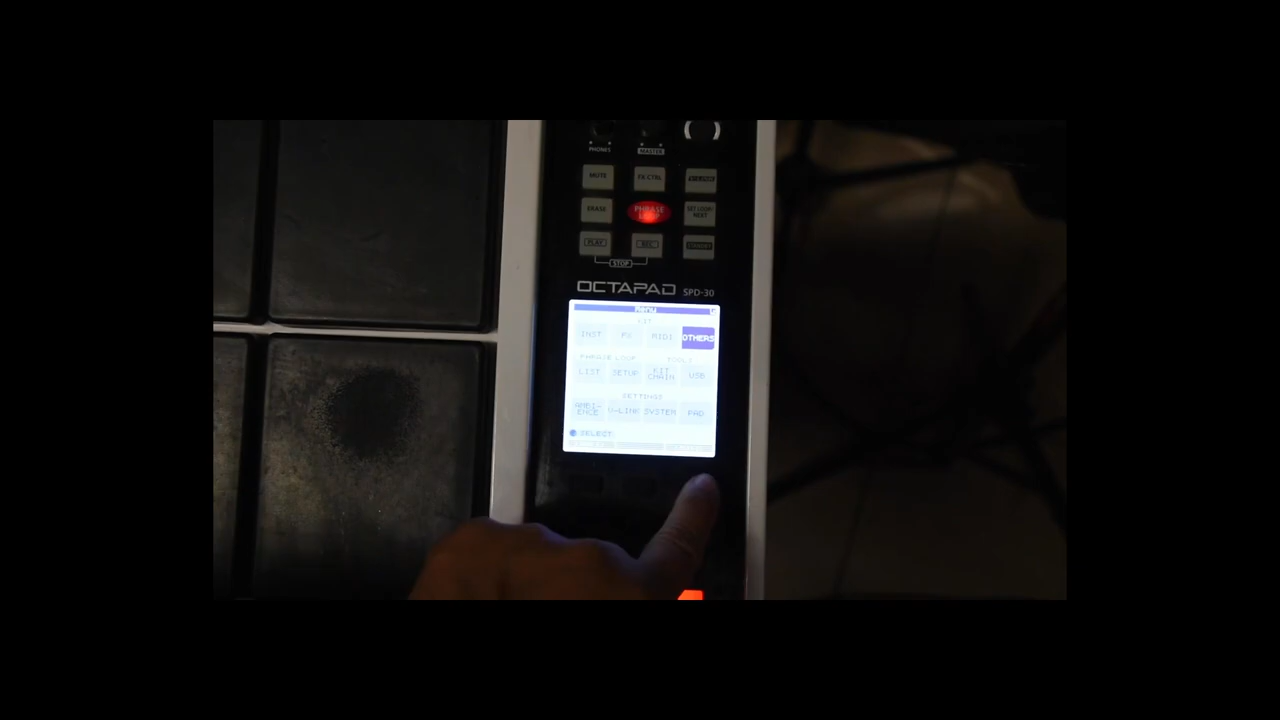 PHONES MASTER
MUTE FX CTRL V-LINK
ERASE PHRASE LOOP SET LOOP/ NEXT
PLAY REC
STOP
OCTAPAD SPD-30
Menu
KIT
INST FX MIDI OTHERS
PHRASE LOOP TOOLS
LIST SETUP KIT CHAIN USB
SETTINGS
AMBI- ENCE V-LINK SYSTEM PAD
SELECT